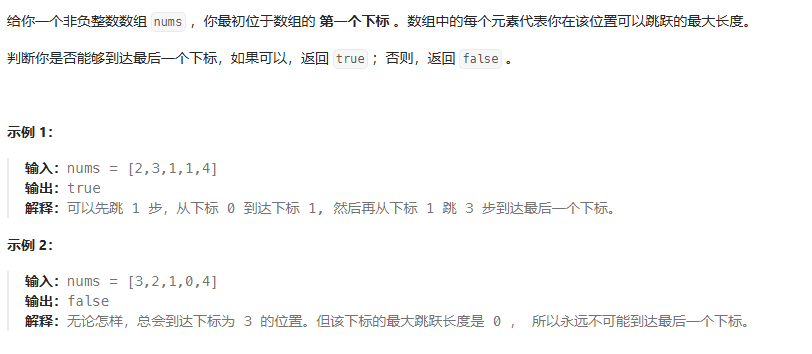 给你一个非负整数数组 nums ，你最初位于数组的 第一个下标 。数组中的每个元素代表你在该位置可以跳跃的最大长度。
判断你是否能够到达最后一个下标，如果可以，返回 true ；否则，返回 false 。
示例 1：
输入：nums = [2,3,1,1,4]
输出：true
解释：可以先跳 1 步，从下标 0 到达下标 1, 然后再从下标 1 跳 3 步到达最后一个下标。
示例 2：
输入：nums = [3,2,1,0,4]
输出：false
解释：无论怎样，总会到达下标为 3 的位置。但该下标的最大跳跃长度是 0 ， 所以永远不可能到达最后一个下标。